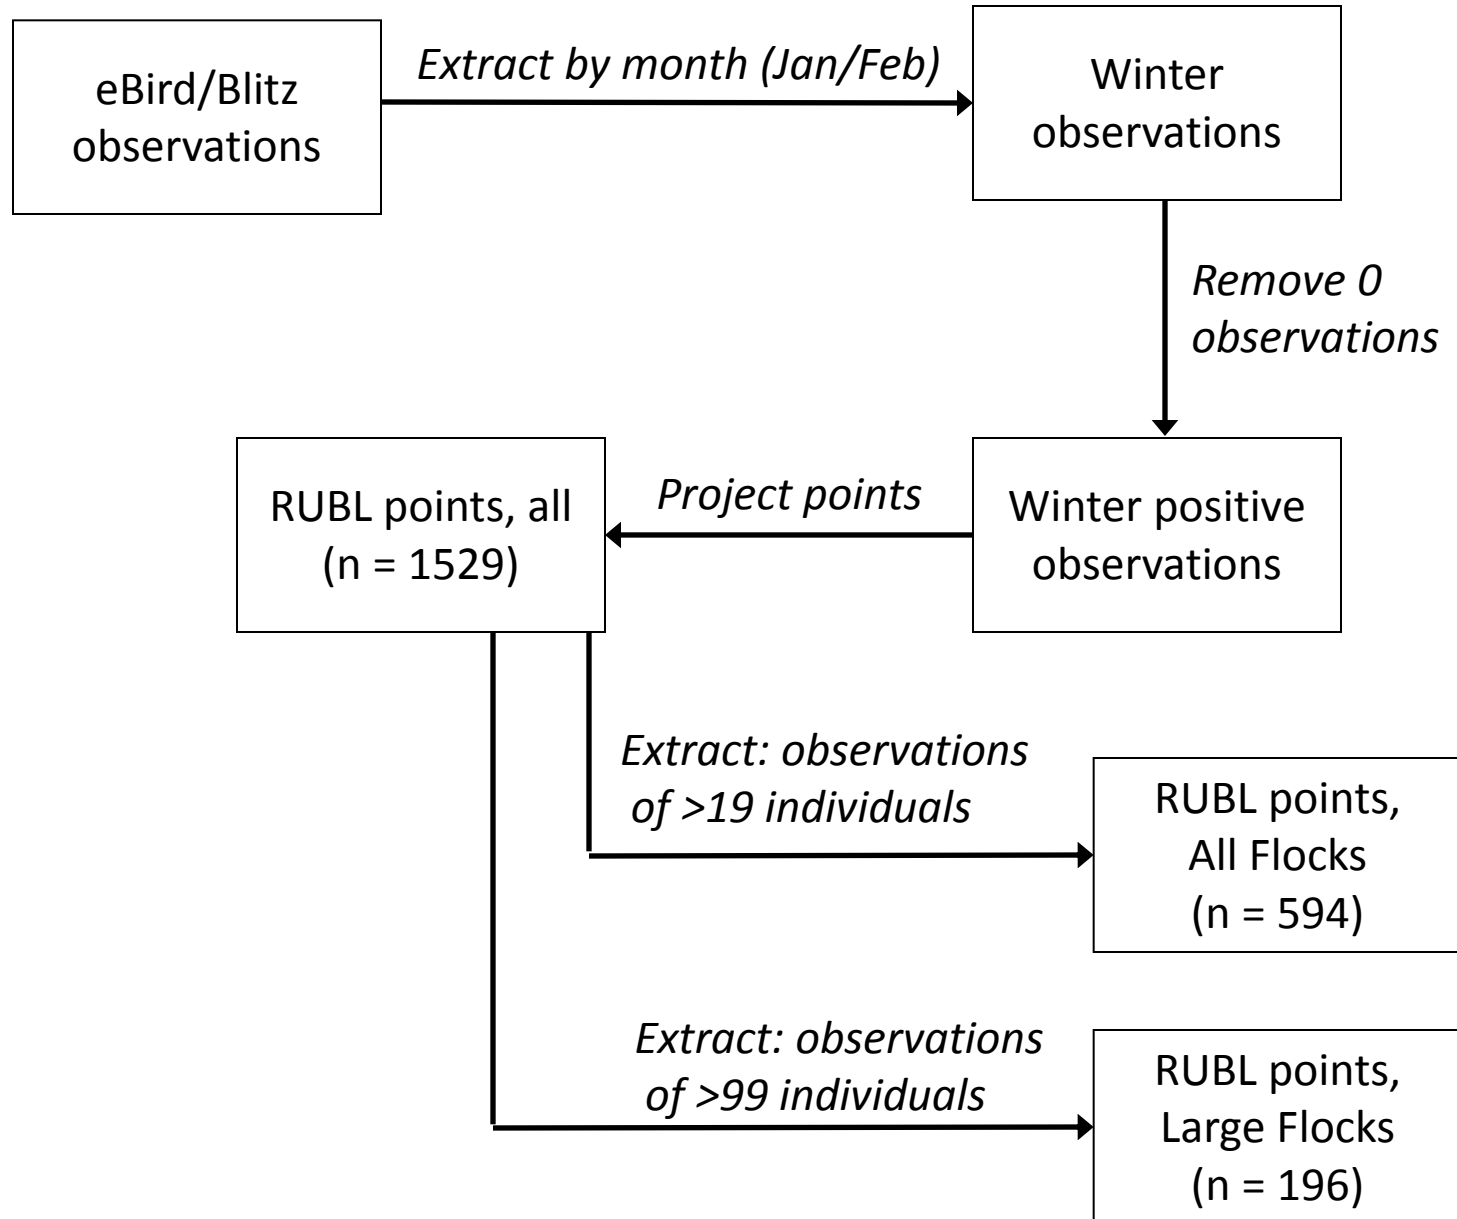 eBird/Blitz
observations
Extract by month (Jan/Feb)
Winter
observations
Remove 0
observations
RUBL points, all
(n = 1529)
Project points
Winter positive
observations
Extract: observations
of >19 individuals
RUBL points,
All Flocks
(n = 594)
Extract: observations
of >99 individuals
RUBL points,
Large Flocks
(n = 196)